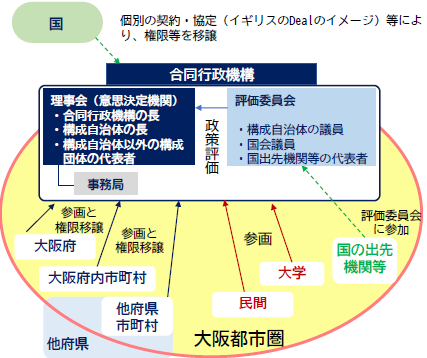 国
個別の契約・協定（イギリスのDealのイメージ）等によ
り、権限等を移譲
合同行政機構
理事会（意思決定機関）
・合同行政機構の長
・構成自治体の長
・構成自治体以外の構成
団体の代表者
事務局
政策評価
評価委員会
・構成自治体の議員
・国会議員
・国出先機関等の代表者
参画と
権限移譲
大阪府
参画と
権限移譲
大阪府内市町村
他府県
市町村
他府県
参画
大学
民間
評価委員会
に参加
国の出先
機関等
大阪都市圏